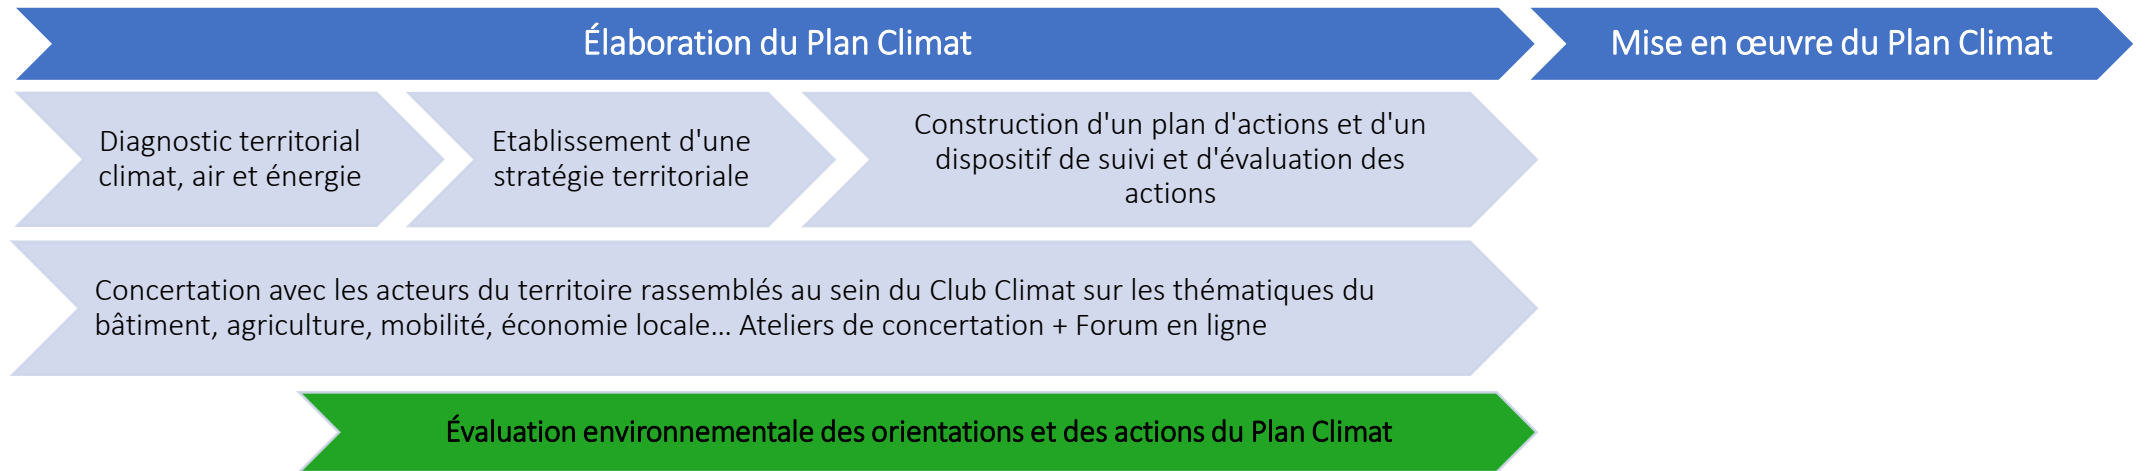 Élaboration du Plan Climat
Mise en œuvre du Plan Climat
Diagnostic territorial
climat, air et énergie
Etablissement d'une
stratégie territoriale
Construction d'un plan d'actions et d'un
dispositif de suivi et d'évaluation des
actions
Concertation avec les acteurs du territoire rassemblés au sein du Club Climat sur les thématiques du
bâtiment, agriculture, mobilité, économie locale… Ateliers de concertation + Forum en ligne
Évaluation environnementale des orientations et des actions du Plan Climat